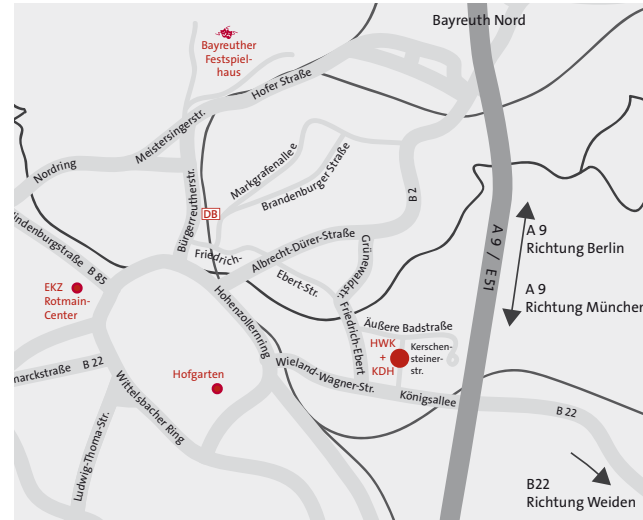 Bayreuth Nord
Bayreuther
Festspiel-
haus
Hofer Straße
Meistersingerstr.
Nordring
Markgrafenallee
Brandenburger Straße
Bürgerreutherstr.
DB
B 2
indenburgstraße B 85
Friedrich-
Albrecht-Dürer-Straße
Ebert-Str.
Grünewaldstr.
A 9 / E51
A 9
Richtung Berlin
A 9
Richtung München
EKZ
Rotmain-
Center
Hohenzollernring
Friedrich-Ebert
Äußere Badstraße
HWK
+
KDH
Kerschen-
steiner-
str.
marckstraße B 22
Hofgarten
Wieland-Wagner-Str.
Königsallee
B 22
Wittelsbacher Ring
Ludwig-Thoma-Str.
B22
Richtung Weiden